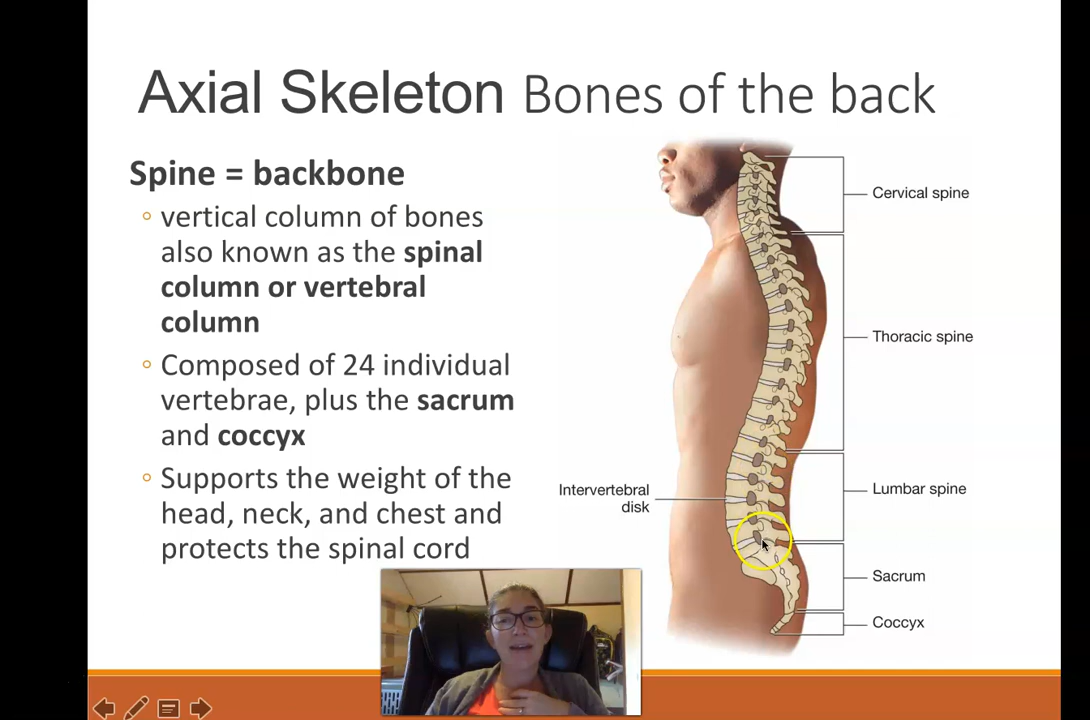 Axial Skeleton Bones of the back
Spine = backbone
◦ vertical column of bones
also known as the spinal
column or vertebral
column
◦ Composed of 24 individual
vertebrae, plus the sacrum
and coccyx
◦ Supports the weight of the
head, neck, and chest and
protects the spinal cord
Cervical spine
Thoracic spine
Intervertebral
disk
Lumbar spine
Sacrum
Coccyx